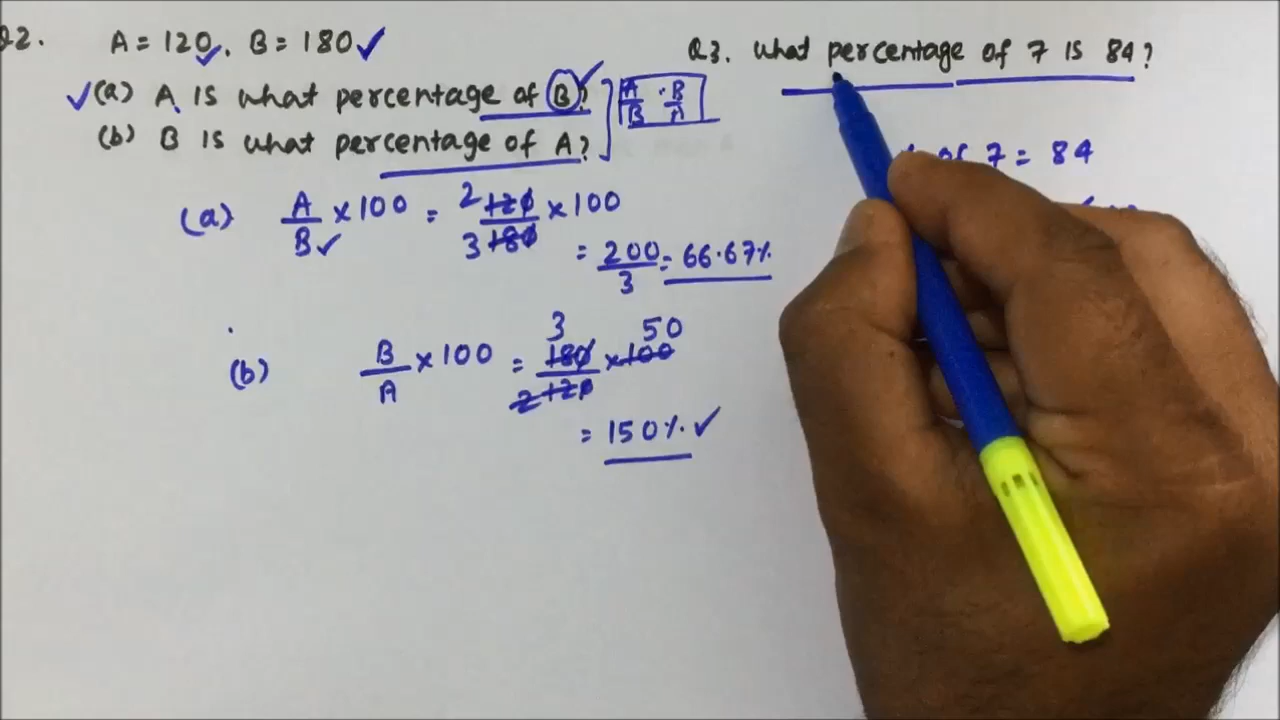 Q2. A = 120, B = 180 ✓
✓(a) A is what percentage of B? ✓
(b) B is what percentage of A?
A/B · B/A
(a) A/B × 100 = 2 120 / 3 180 × 100
= 200/3 = 66.67%
(b) B/A × 100 = 3 180 / 2 120 × 100 50
= 150% ✓
Q3. What percentage of 7 is 84?
of 7 = 84